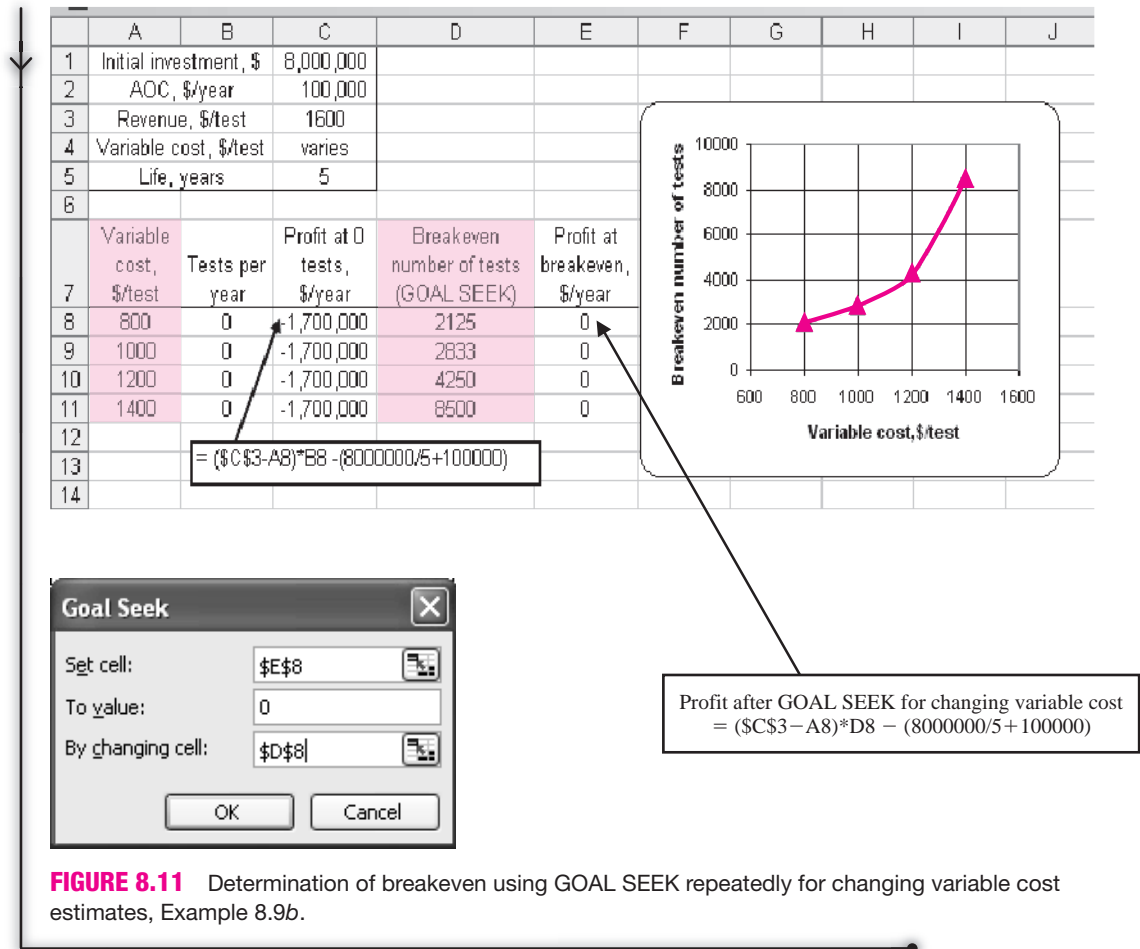 A B C D E F G H I J
1 Initial investment, $ 8,000,000
2 AOC, $/year 100,000
3 Revenue, $/test 1600
4 Variable cost, $/test varies
5 Life, years 5
6
Variable Profit at 0 Breakeven Profit at
cost, Tests per tests, number of tests breakeven,
7 $/test year $/year (GOAL SEEK) $/year
8 800 0 -1,700,000 2125 0
9 1000 0 -1,700,000 2833 0
10 1200 0 -1,700,000 4250 0
11 1400 0 -1,700,000 8500 0
12
13
14
= ($C$3-A8)*B8 -(8000000/5+100000)
Breakeven number of tests
10000
8000
6000
4000
2000
0
600 800 1000 1200 1400 1600
Variable cost,$/test
Goal Seek
Set cell: $E$8
To value: 0
By changing cell: $D$8
OK Cancel
Profit after GOAL SEEK for changing variable cost
= ($C$3−A8)*D8 − (8000000/5+100000)
FIGURE 8.11 Determination of breakeven using GOAL SEEK repeatedly for changing variable cost
estimates, Example 8.9b.